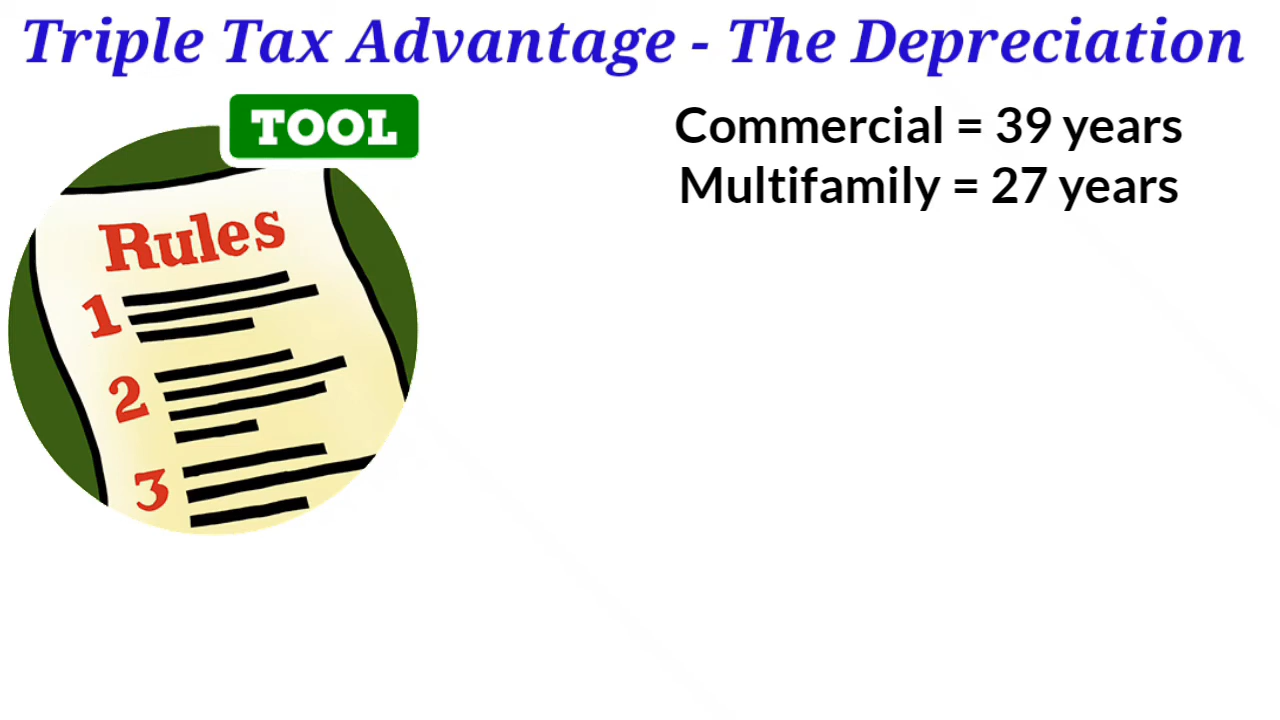 Triple Tax Advantage - The Depreciation
TOOL
Commercial = 39 years
Multifamily = 27 years
Rules
1
2
3